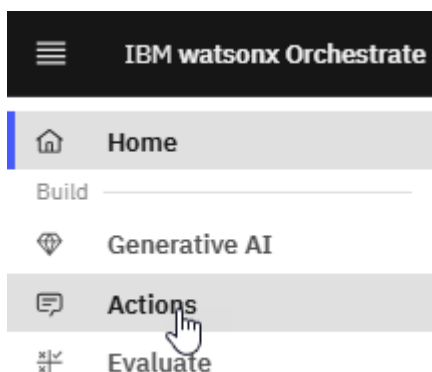 IBM watsonx Orchestrate
Home
Build
Generative AI
Actions
Evaluate